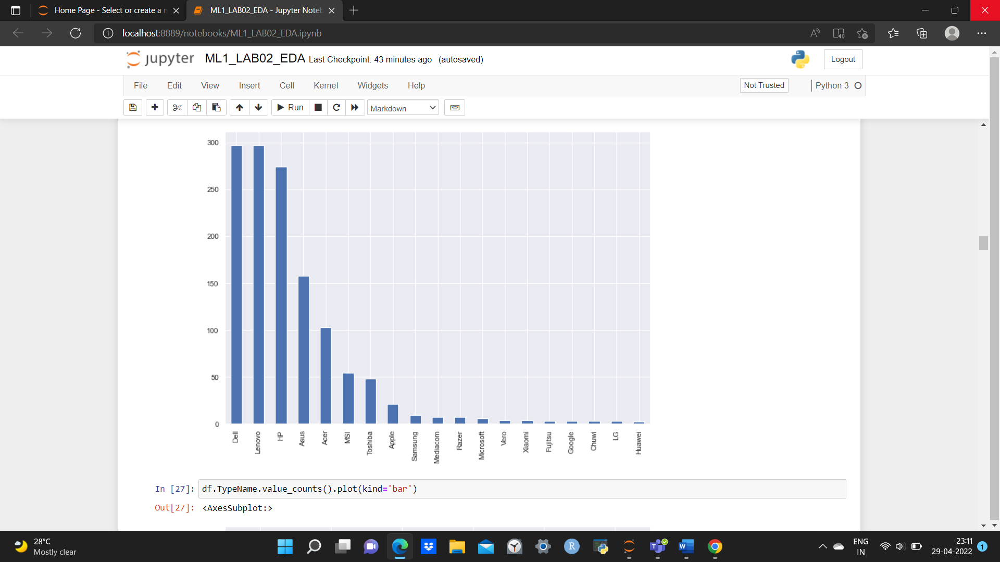 Home Page - Select or create a n
ML1_LAB02_EDA - Jupyter Noteb
localhost:8889/notebooks/ML1_LAB02_EDA.ipynb
jupyter ML1_LAB02_EDA Last Checkpoint: 43 minutes ago (autosaved)
Logout
File Edit View Insert Cell Kernel Widgets Help
Not Trusted
Python 3
Run
Markdown
300
250
200
150
100
50
0
Dell
Lenovo
HP
Asus
Acer
MSI
Toshiba
Apple
Samsung
Mediacom
Razer
Microsoft
Vero
Xiaomi
Fujitsu
Google
Chuwi
LG
Huawei
In [27]: df.TypeName.value_counts().plot(kind='bar')
Out[27]: <AxesSubplot:>
28°C
Mostly clear
ENG
IN
23:11
29-04-2022
1